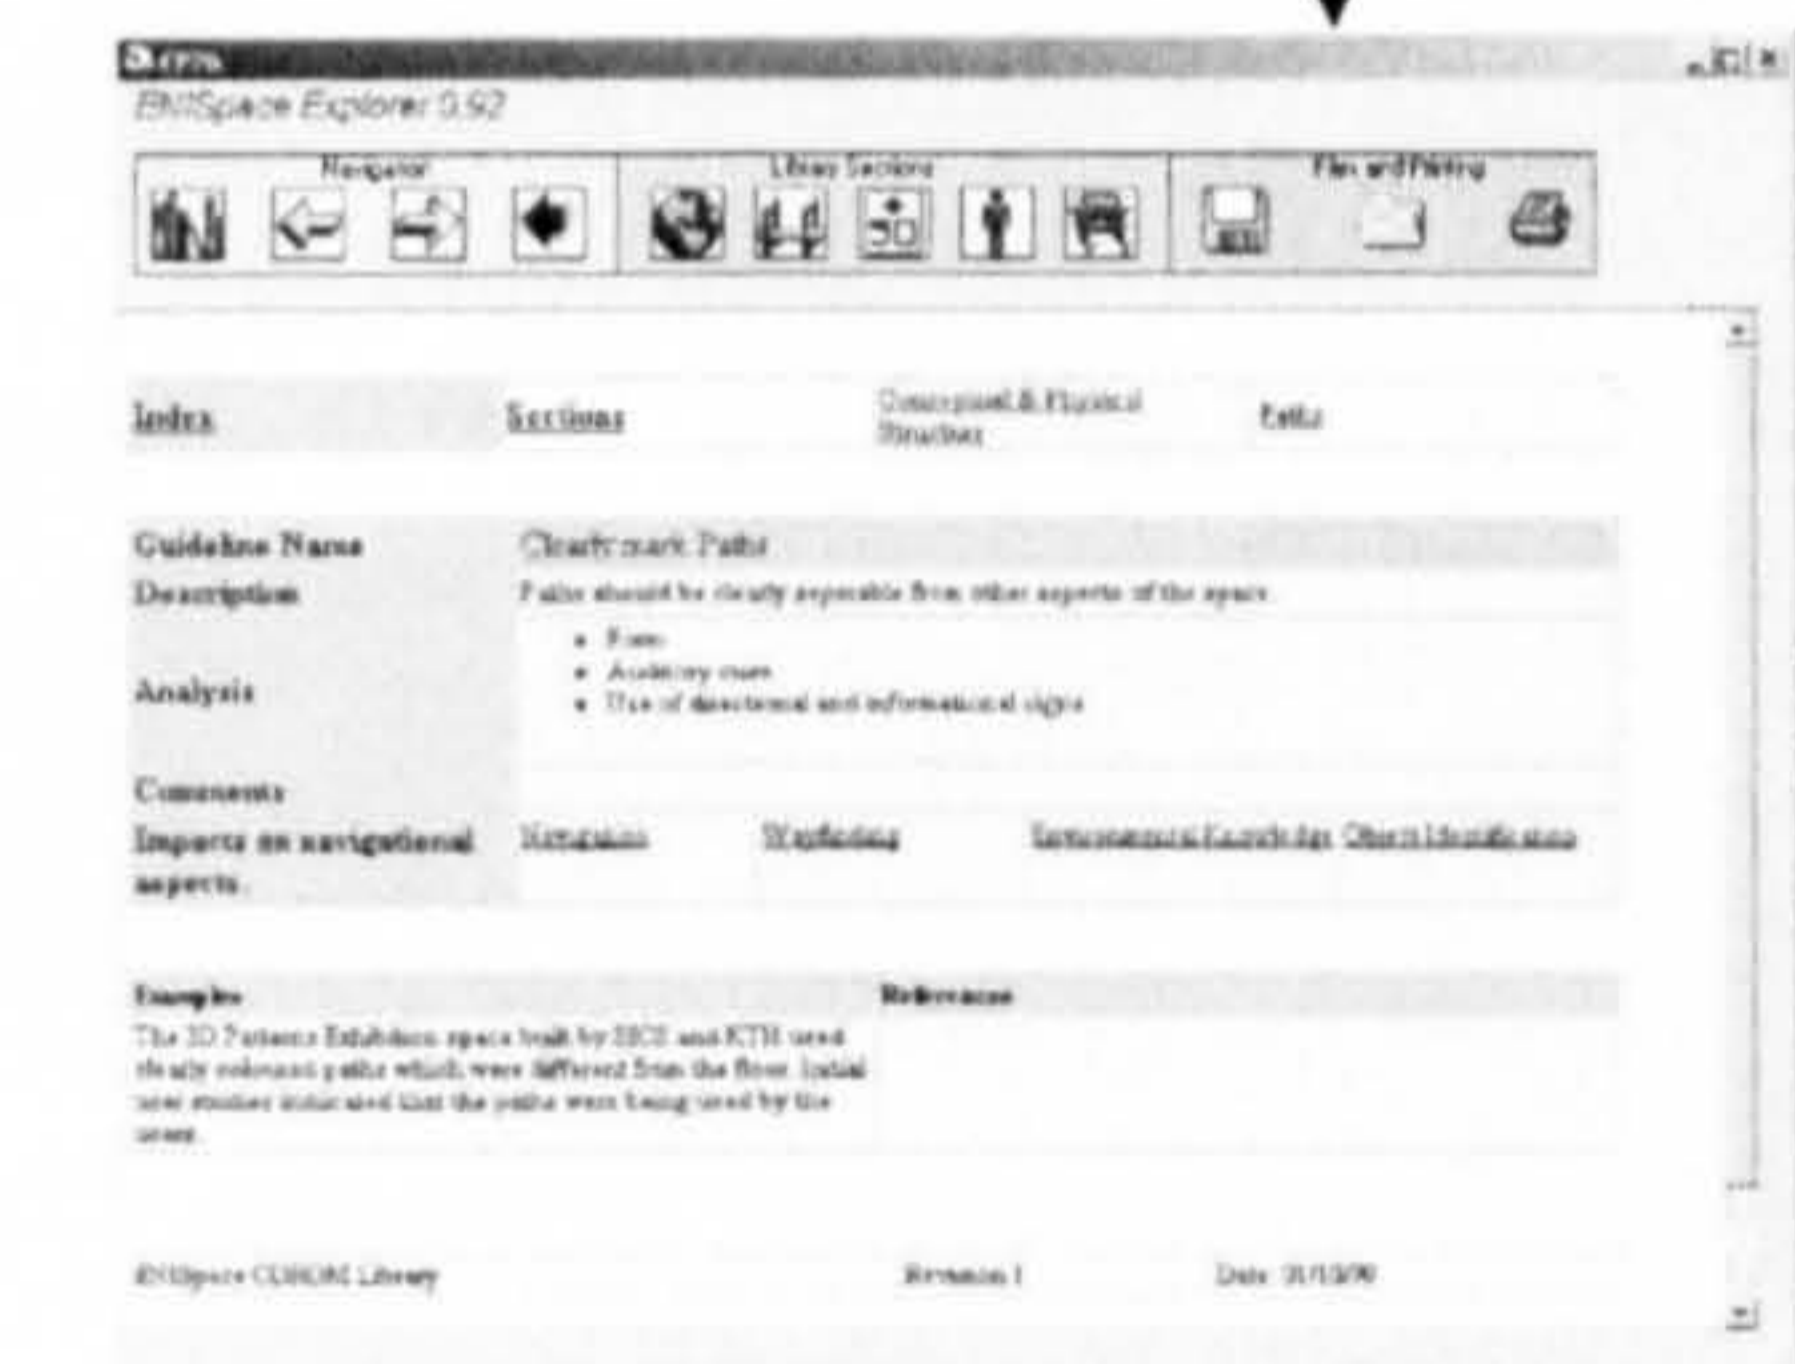 ENISpace Explorer 0.92
Navigation Library Sections Files and Printing
Index Sections Conceptual & Physical Structure Paths
Guideline Name Clearly mark Paths
Description Paths should be clearly separable from other aspects of the space.
• Form
• Auditory cues
Analysis
• Use of directional and informational signs
Comments
Impacts on navigational aspects. Navigation Wayfinding Environmental Knowledge Object Identification
Examples References
The 3D Patterns Exhibition space built by SICS and KTH used
clearly coloured paths which were different from the floor. Initial
user studies indicated that the paths were being used by the
users.
ENISpace CDROM Library Revision 1 Date: